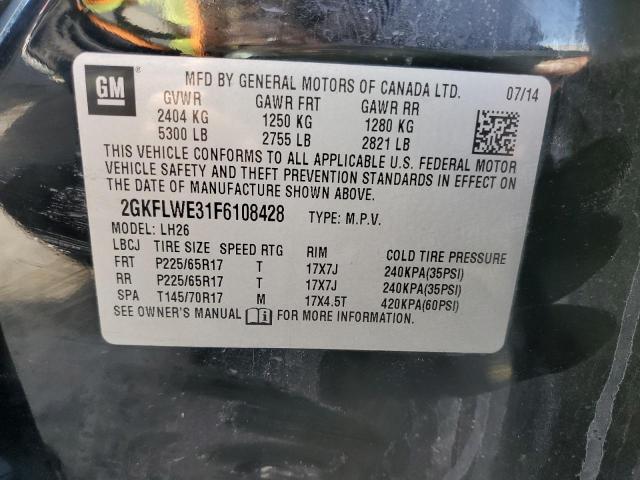 GM ®
MFD BY GENERAL MOTORS OF CANADA LTD. 07/14
GVWR GAWR FRT GAWR RR
2404 KG 1250 KG 1280 KG
5300 LB 2755 LB 2821 LB
THIS VEHICLE CONFORMS TO ALL APPLICABLE U.S. FEDERAL MOTOR
VEHICLE SAFETY AND THEFT PREVENTION STANDARDS IN EFFECT ON
THE DATE OF MANUFACTURE SHOWN ABOVE.
2GKFLWE31F6108428 TYPE: M.P.V.
MODEL: LH26
LBCJ TIRE SIZE SPEED RTG RIM COLD TIRE PRESSURE
FRT P225/65R17 T 17X7J 240KPA(35PSI)
RR P225/65R17 T 17X7J 240KPA(35PSI)
SPA T145/70R17 M 17X4.5T 420KPA(60PSI)
SEE OWNER'S MANUAL FOR MORE INFORMATION.